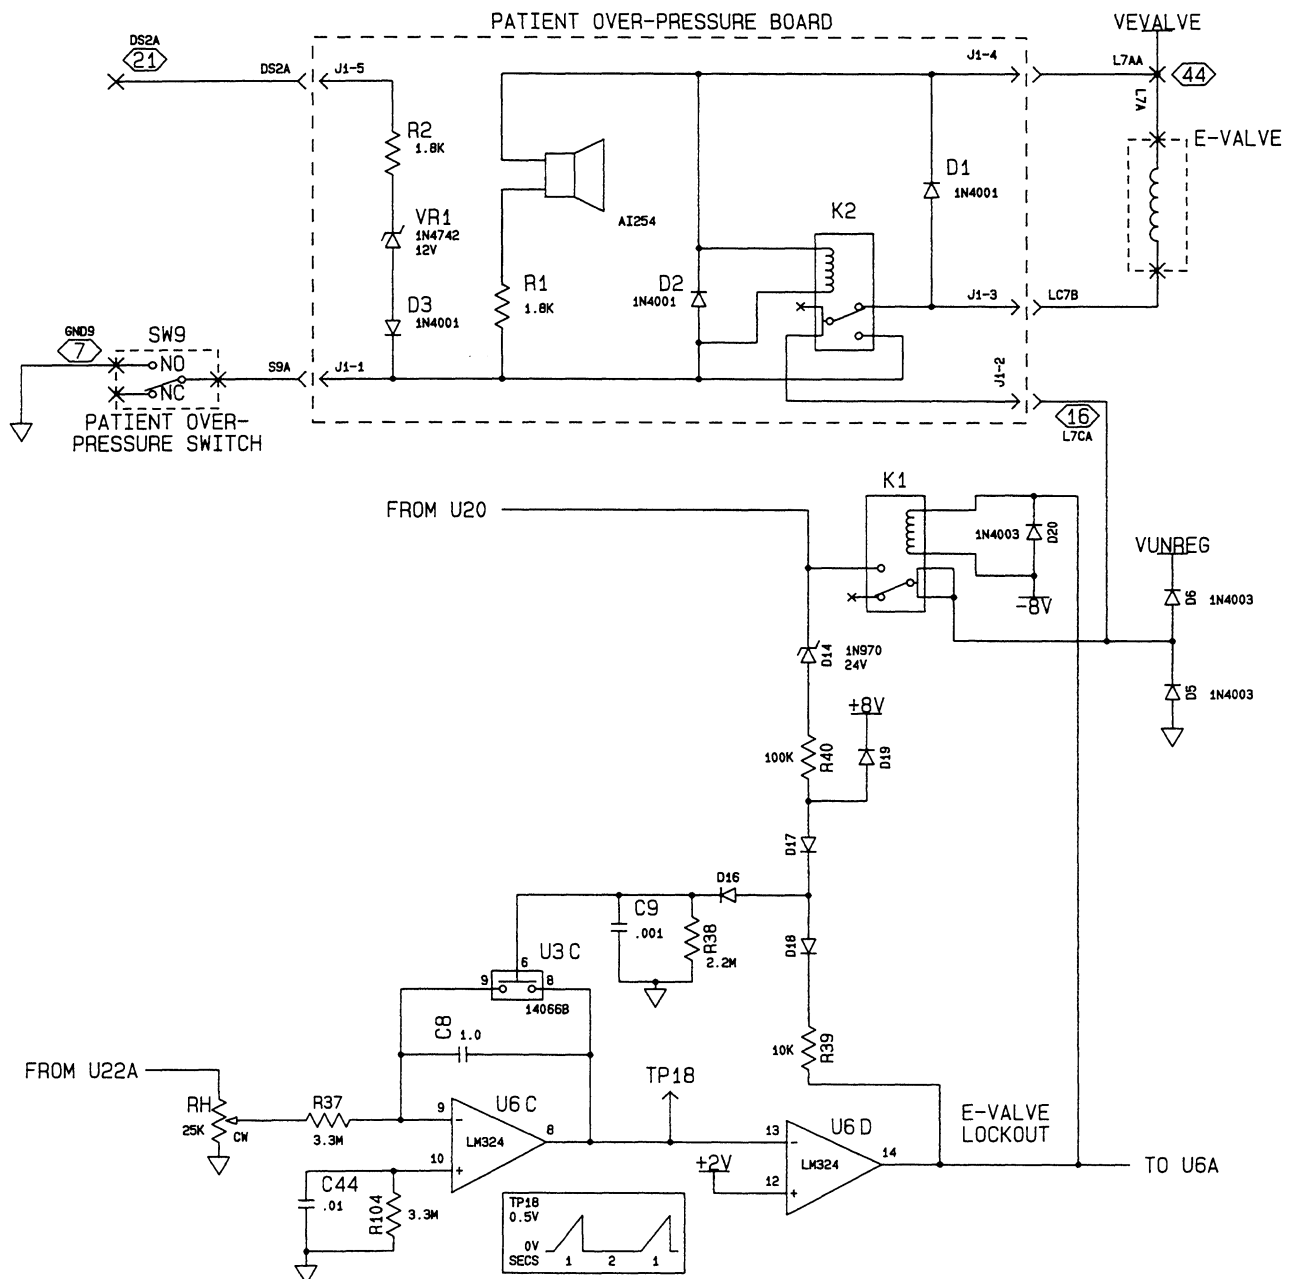 PATIENT OVER-PRESSURE BOARD
VEVALVE
DS2A
21
DS2A
J1-5
J1-4
L7AA
44
L7A
R2
1.8K
E-VALVE
AI254
VR1
1N4742
12V
D1
1N4001
K2
D3
1N4001
R1
1.8K
D2
1N4001
J1-3
LC7B
GND9
7
SW9
NO
NC
S9A
J1-1
J1-2
PATIENT OVER-
PRESSURE SWITCH
16
L7CA
K1
FROM U20
1N4003
D20
-8V
VUNREG
D6
1N4003
D14
1N970
24V
D5
1N4003
+8V
100K
R40
D19
D17
D16
C9
.001
R38
2.2M
D18
U3C
6
9
8
14066B
C8
1.0
10K
R39
FROM U22A
TP18
RH
25K
CW
R37
3.3M
9
U6C
LM324
8
10
13
U6D
LM324
14
12
+2V
E-VALVE
LOCKOUT
TO U6A
C44
.01
R104
3.3M
TP18
0.5V
0V
SECS
1
2
1